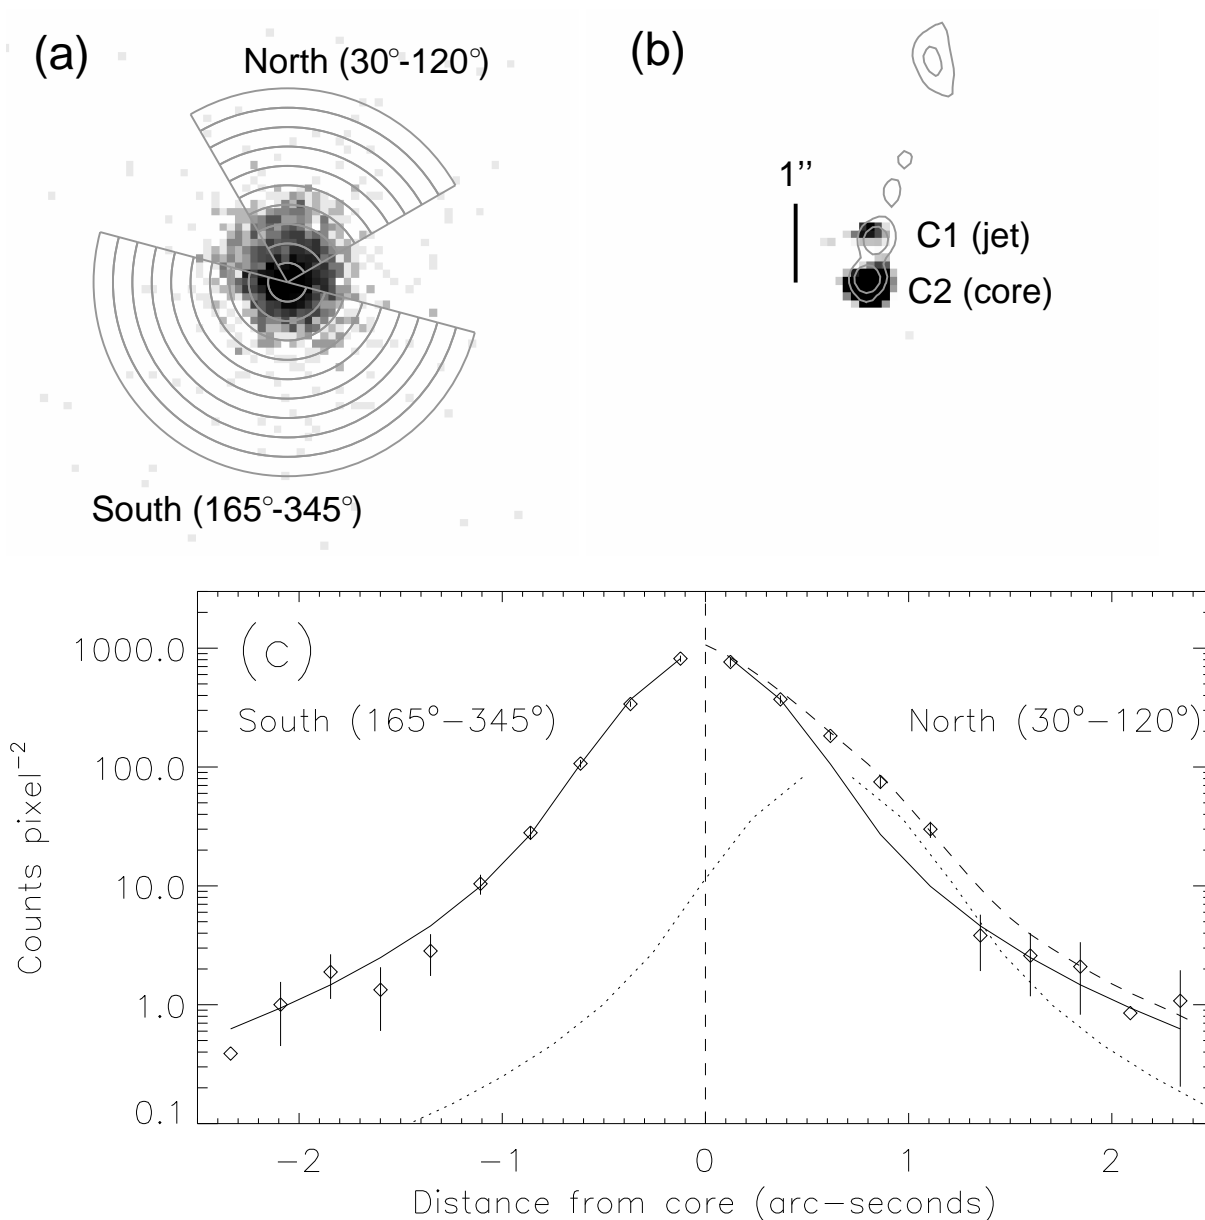 (a)
North (30°-120°)
South (165°-345°)
(b)
1’’
C1 (jet)
C2 (core)
(c)
South (165°−345°)
North (30°−120°)
Counts pixel⁻²
1000.0
100.0
10.0
1.0
0.1
−2
−1
0
1
2
Distance from core (arc−seconds)